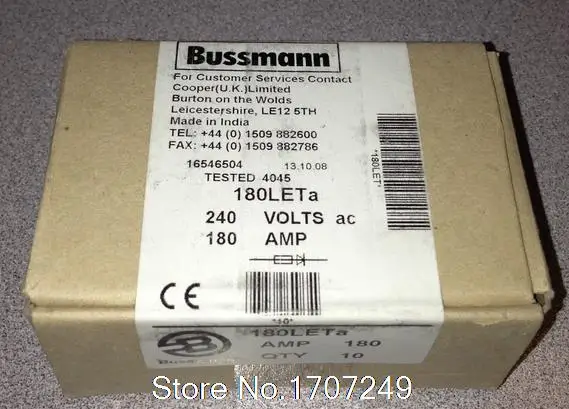 Bussmann
For Customer Services Contact
Cooper(U.K.)Limited
Burton on the Wolds
Leicestershire, LE12 5TH
Made in India
TEL: +44 (0) 1509 882600
FAX: +44 (0) 1509 882786
16546504 13.10.08
TESTED 4045
180LETa
240 VOLTS ac
180 AMP
CE
*180LET*
*10*
180LETa
AMP 180
QTY 10
Bussmann
Store No.1707249